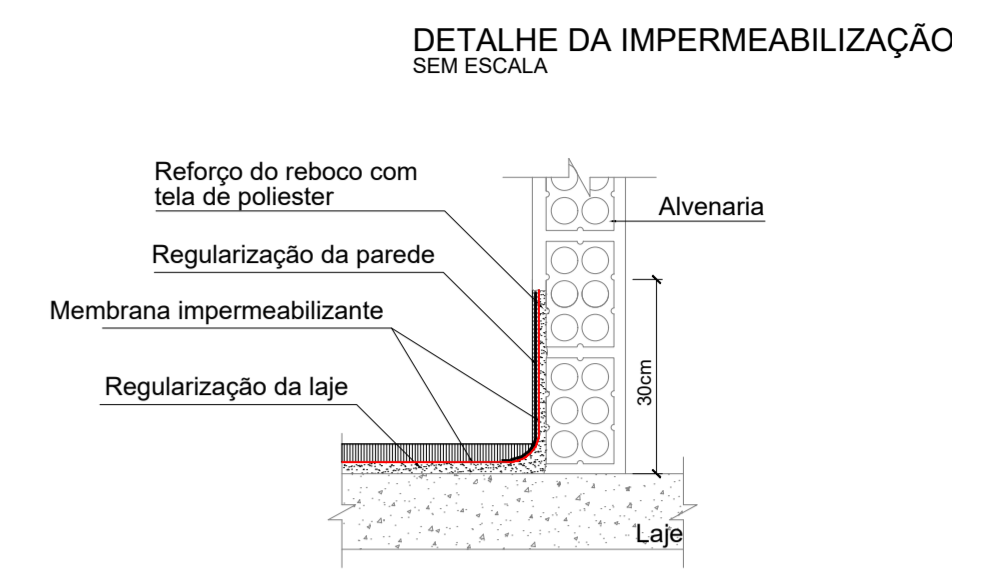 DETALHE DA IMPERMEABILIZAÇÃO
SEM ESCALA
Reforço do reboco com
tela de poliester
Alvenaria
Regularização da parede
Membrana impermeabilizante
Regularização da laje
30cm
Laje